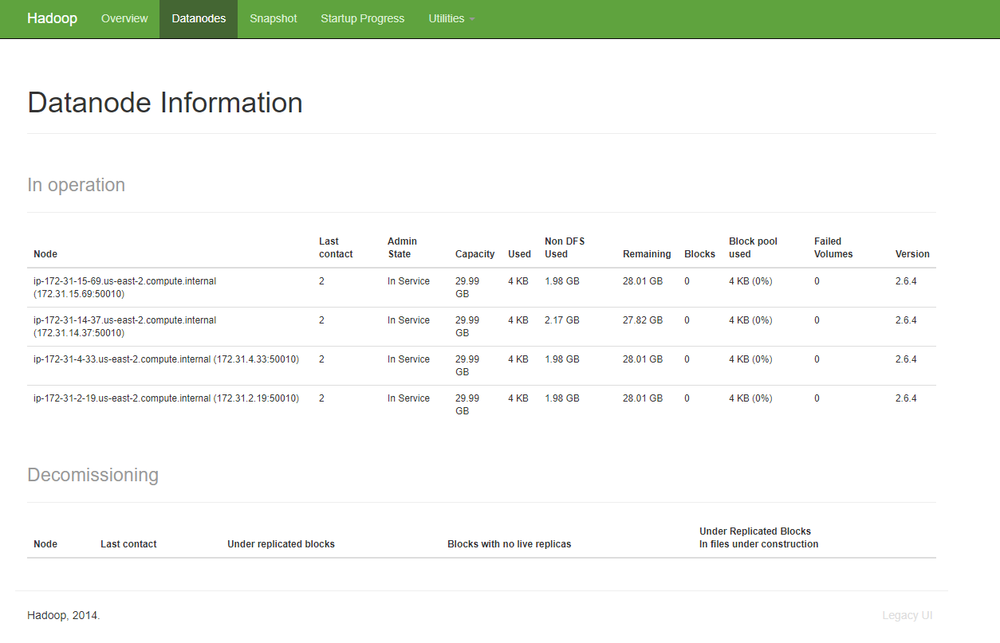 Hadoop Overview Datanodes Snapshot Startup Progress Utilities
Datanode Information
In operation
Node Last contact Admin State Capacity Used Non DFS Used Remaining Blocks Block pool used Failed Volumes Version
ip-172-31-15-69.us-east-2.compute.internal (172.31.15.69:50010) 2 In Service 29.99 GB 4 KB 1.98 GB 28.01 GB 0 4 KB (0%) 0 2.6.4
ip-172-31-14-37.us-east-2.compute.internal (172.31.14.37:50010) 2 In Service 29.99 GB 4 KB 2.17 GB 27.82 GB 0 4 KB (0%) 0 2.6.4
ip-172-31-4-33.us-east-2.compute.internal (172.31.4.33:50010) 2 In Service 29.99 GB 4 KB 1.98 GB 28.01 GB 0 4 KB (0%) 0 2.6.4
ip-172-31-2-19.us-east-2.compute.internal (172.31.2.19:50010) 2 In Service 29.99 GB 4 KB 1.98 GB 28.01 GB 0 4 KB (0%) 0 2.6.4
Decomissioning
Node Last contact Under replicated blocks Blocks with no live replicas Under Replicated Blocks In files under construction
Hadoop, 2014. Legacy UI